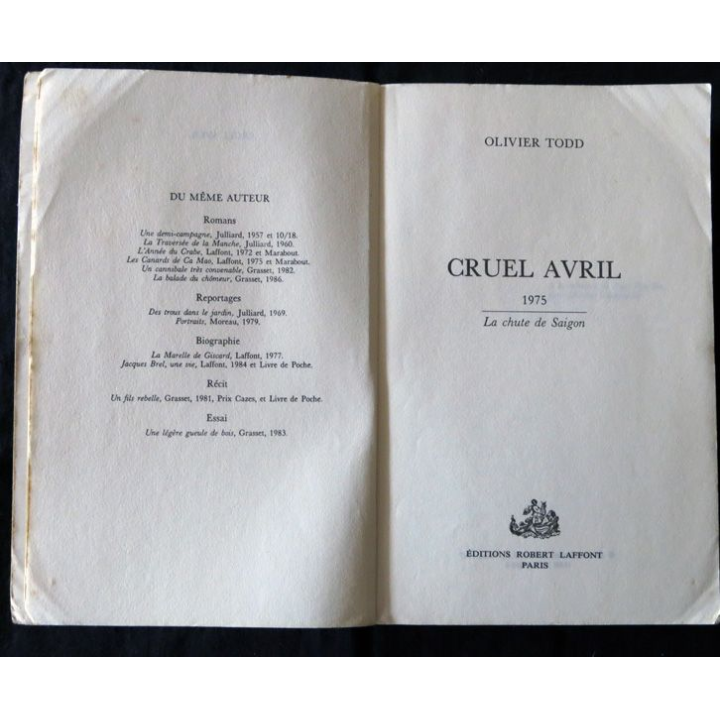 DU MÊME AUTEUR
Romans
Une demi-campagne, Julliard, 1957 et 10/18.
La Traversée de la Manche, Julliard, 1960.
L'Année du Crabe, Laffont, 1972 et Marabout.
Les Canards de Ca Mao, Laffont, 1975 et Marabout.
Un cannibale très convenable, Grasset, 1982.
La balade du chômeur, Grasset, 1986.
Reportages
Des trous dans le jardin, Julliard, 1969.
Portraits, Moreau, 1979.
Biographie
La Marelle de Giscard, Laffont, 1977.
Jacques Brel, une vie, Laffont, 1984 et Livre de Poche.
Récit
Un fils rebelle, Grasset, 1981, Prix Cazes, et Livre de Poche.
Essai
Une légère gueule de bois, Grasset, 1983.
OLIVIER TODD
CRUEL AVRIL
1975
La chute de Saigon
ÉDITIONS ROBERT LAFFONT
PARIS